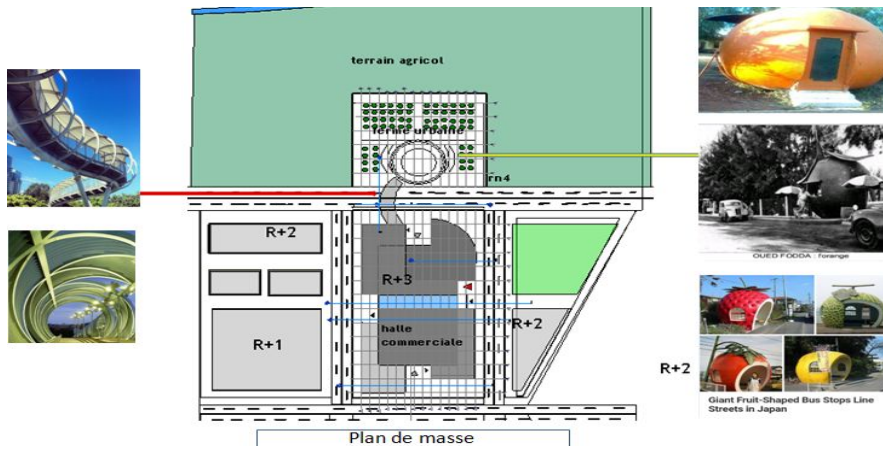 terrain agricol
ferme urbaine
rn4
R+2
R+3
R+1
halle
commerciale
R+2
R+2
OUED FODDA : l'orange
Giant Fruit-Shaped Bus Stops Line
Streets in Japan
Plan de masse